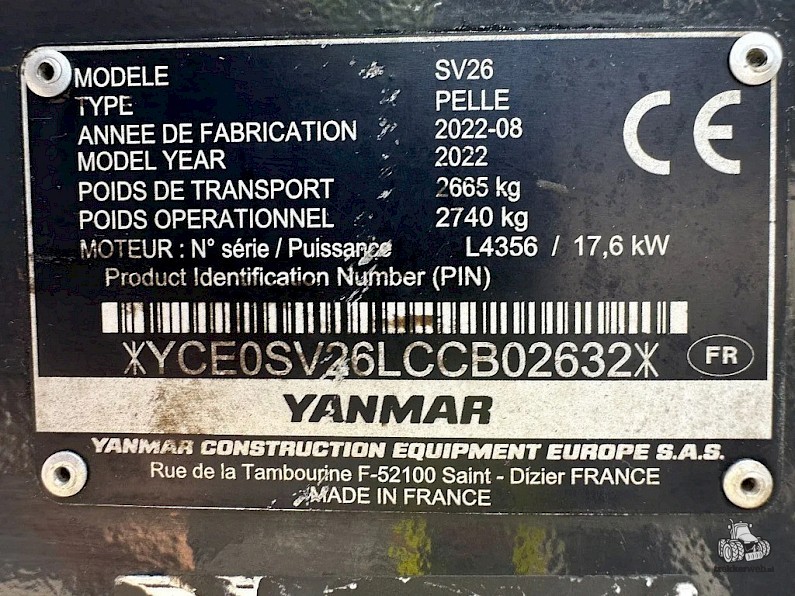 MODELE SV26
TYPE PELLE
ANNEE DE FABRICATION 2022-08
MODEL YEAR 2022
POIDS DE TRANSPORT 2665 kg
POIDS OPERATIONNEL 2740 kg
MOTEUR : N° série / Puissance L4356 / 17,6 kW
Product Identification Number (PIN)
CE
*YCE0SV26LCCB02632*
FR
YANMAR
YANMAR CONSTRUCTION EQUIPMENT EUROPE S.A.S.
Rue de la Tambourine F-52100 Saint - Dizier FRANCE
MADE IN FRANCE